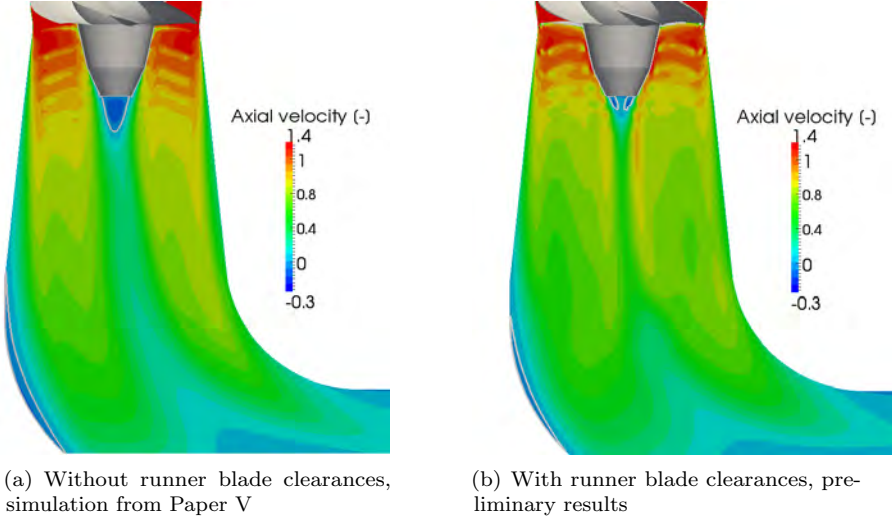 Axial velocity (-)
1.4
1
0.8
0.4
0
-0.3
Axial velocity (-)
1.4
1
0.8
0.4
0
-0.3
(a) Without runner blade clearances,
simulation from Paper V
(b) With runner blade clearances, pre-
liminary results